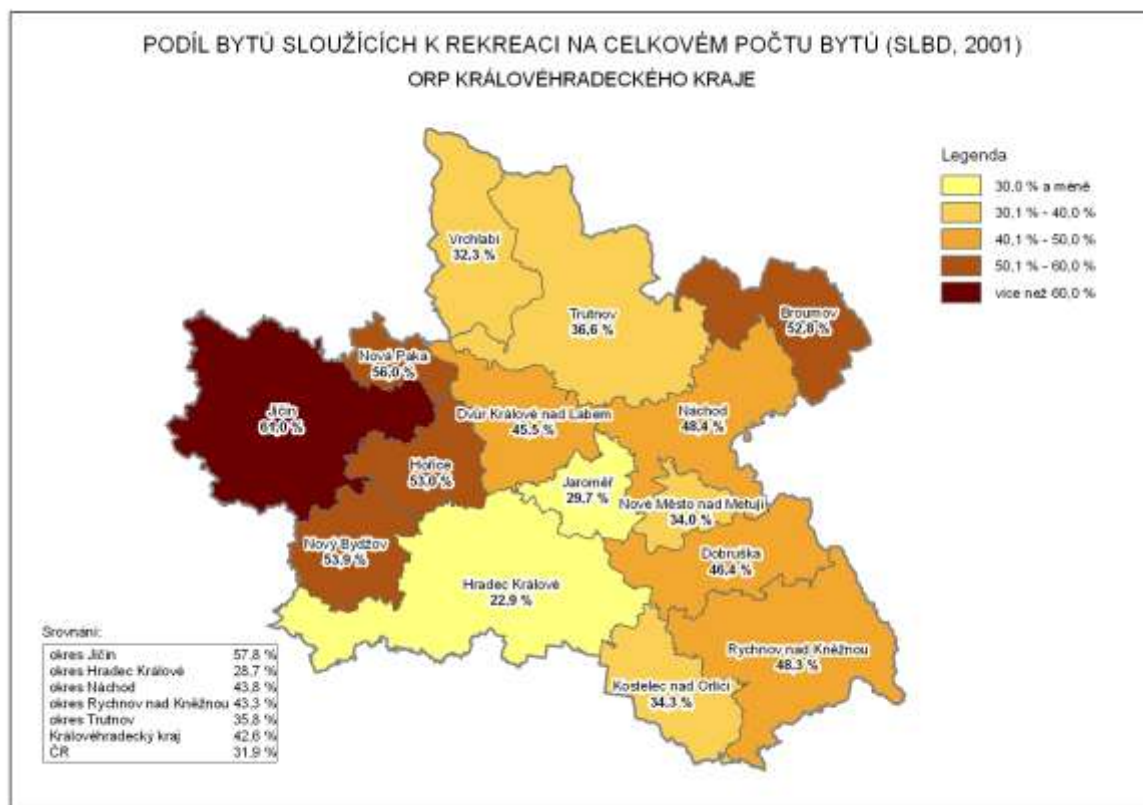 PODÍL BYTŮ SLOUŽÍCÍCH K REKREACI NA CELKOVÉM POČTU BYTŮ (SLBD, 2001)
ORP KRÁLOVÉHRADECKÉHO KRAJE
Legenda
30,0 % a méně
30,1 % - 40,0 %
40,1 % - 50,0 %
50,1 % - 60,0 %
více než 60,0 %
Vrchlabí
32,3 %
Trutnov
36,6 %
Broumov
52,8 %
Nová Paka
56,0 %
Jičín
61,0 %
Dvůr Králové nad Labem
45,5 %
Náchod
48,4 %
Hořice
53,0 %
Jaroměř
29,7 %
Nové Město nad Metují
34,0 %
Nový Bydžov
53,9 %
Dobruška
46,4 %
Hradec Králové
22,9 %
Rychnov nad Kněžnou
48,3 %
Kostelec nad Orlicí
34,3 %
Srovnání:
okres Jičín 57,8 %
okres Hradec Králové 28,7 %
okres Náchod 43,8 %
okres Rychnov nad Kněžnou 43,3 %
okres Trutnov 35,8 %
Královéhradecký kraj 42,6 %
ČR 31,9 %